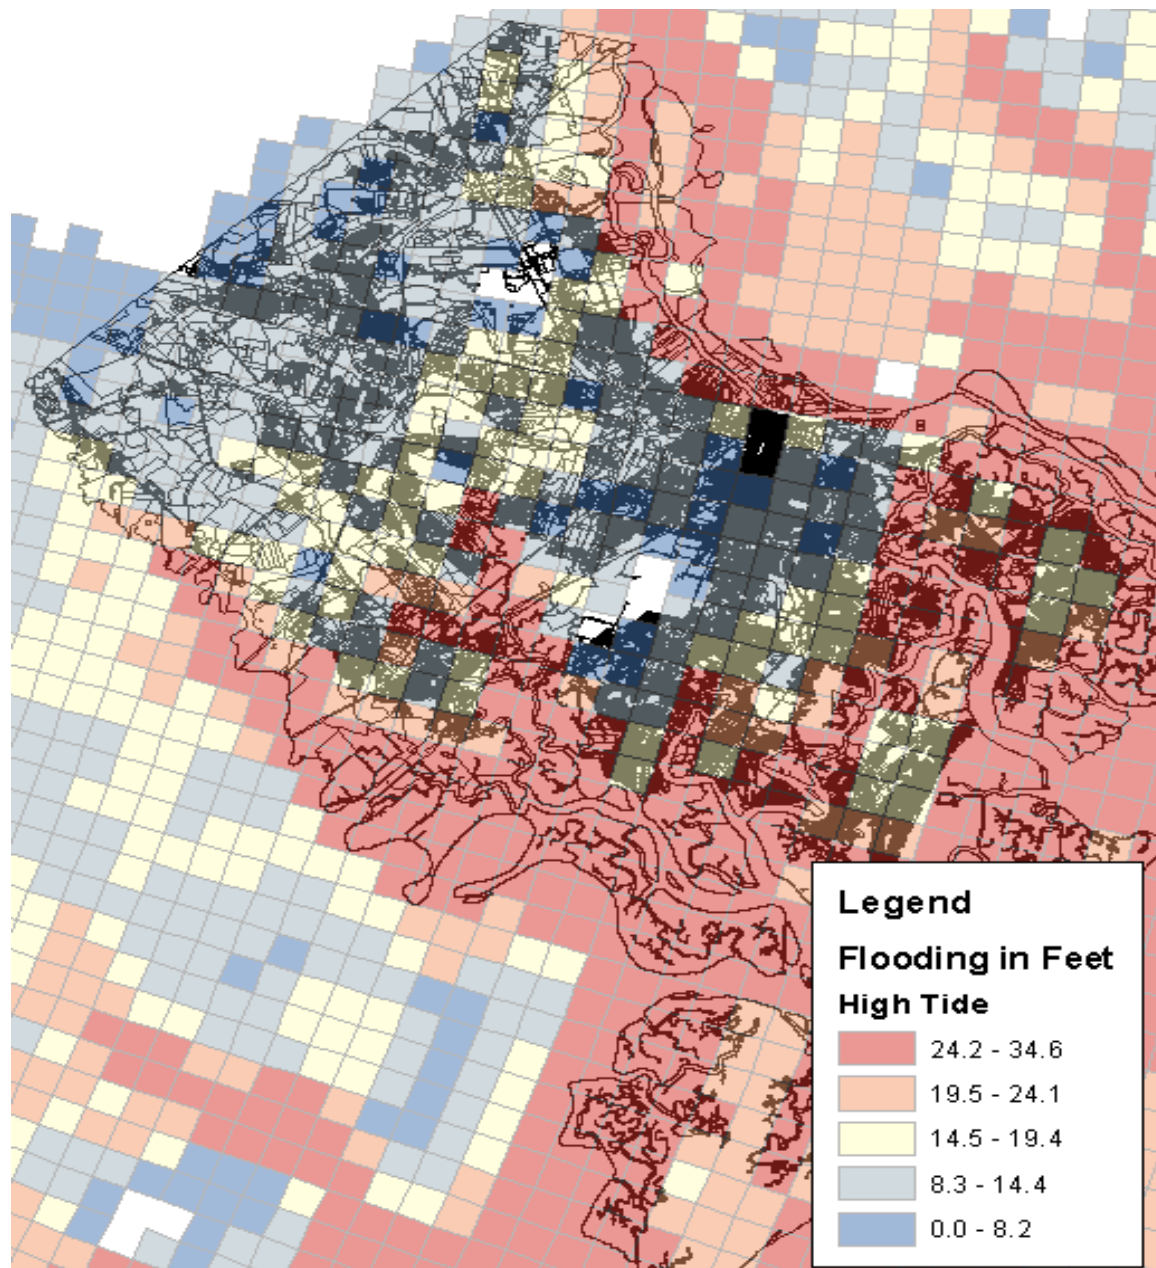 Legend
Flooding in Feet
High Tide
24.2 - 34.6
19.5 - 24.1
14.5 - 19.4
8.3 - 14.4
0.0 - 8.2